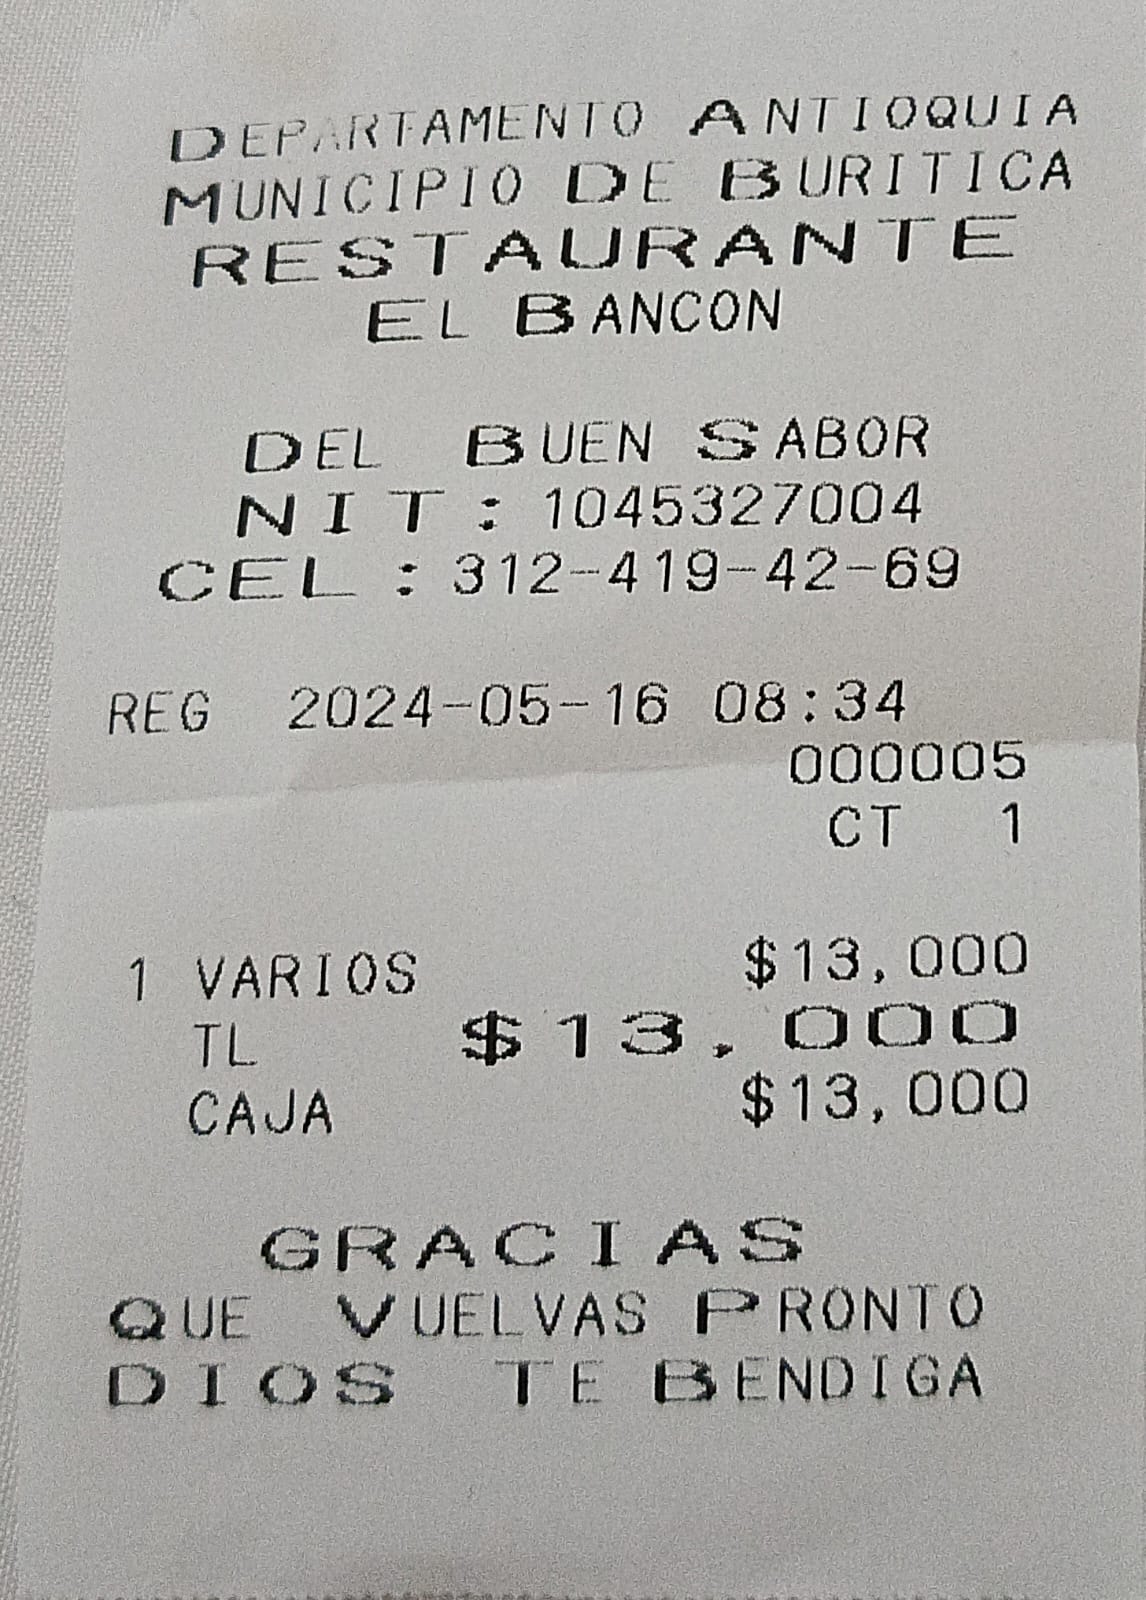 DEPARTAMENTO ANTIOQUIA
MUNICIPIO DE BURITICA
RESTAURANTE
EL BANCON
DEL BUEN SABOR
NIT: 1045327004
CEL: 312-419-42-69
REG 2024-05-16 08:34
000005
CT 1
1 VARIOS $13,000
TL $13,000
CAJA $13,000
GRACIAS
QUE VUELVAS PRONTO
DIOS TE BENDIGA